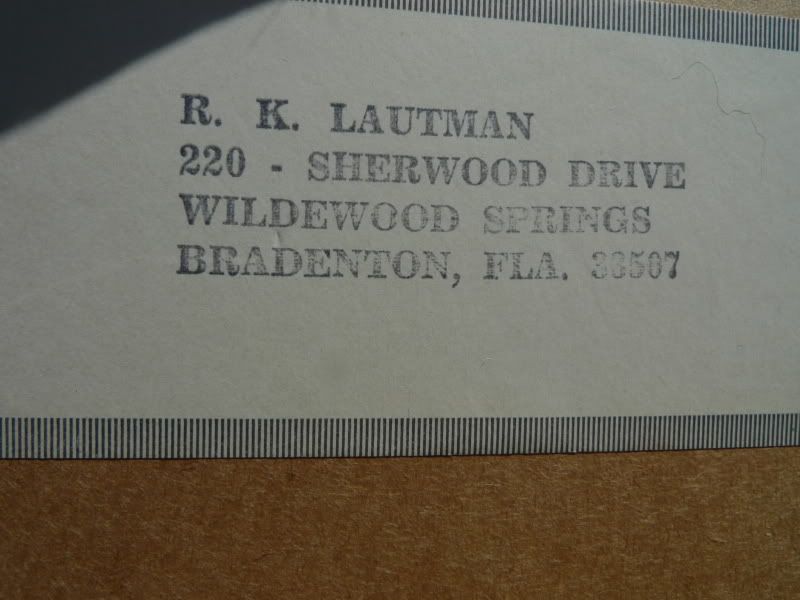 R. K. LAUTMAN
220 - SHERWOOD DRIVE
WILDEWOOD SPRINGS
BRADENTON, FLA. 33507